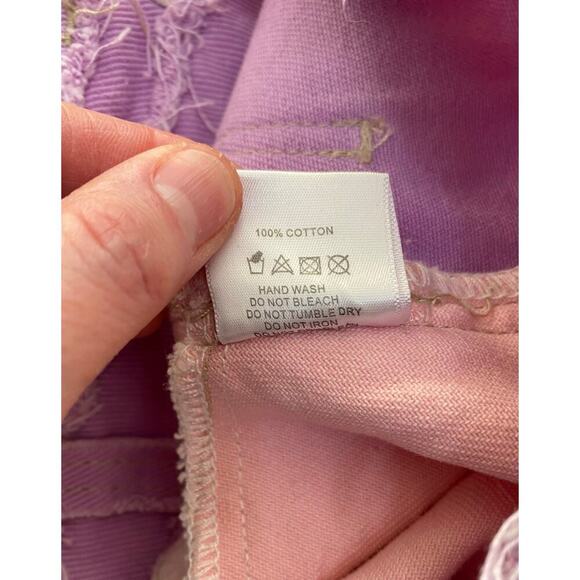 100% COTTON
HAND WASH
DO NOT BLEACH
DO NOT TUMBLE DRY
DO NOT IRON